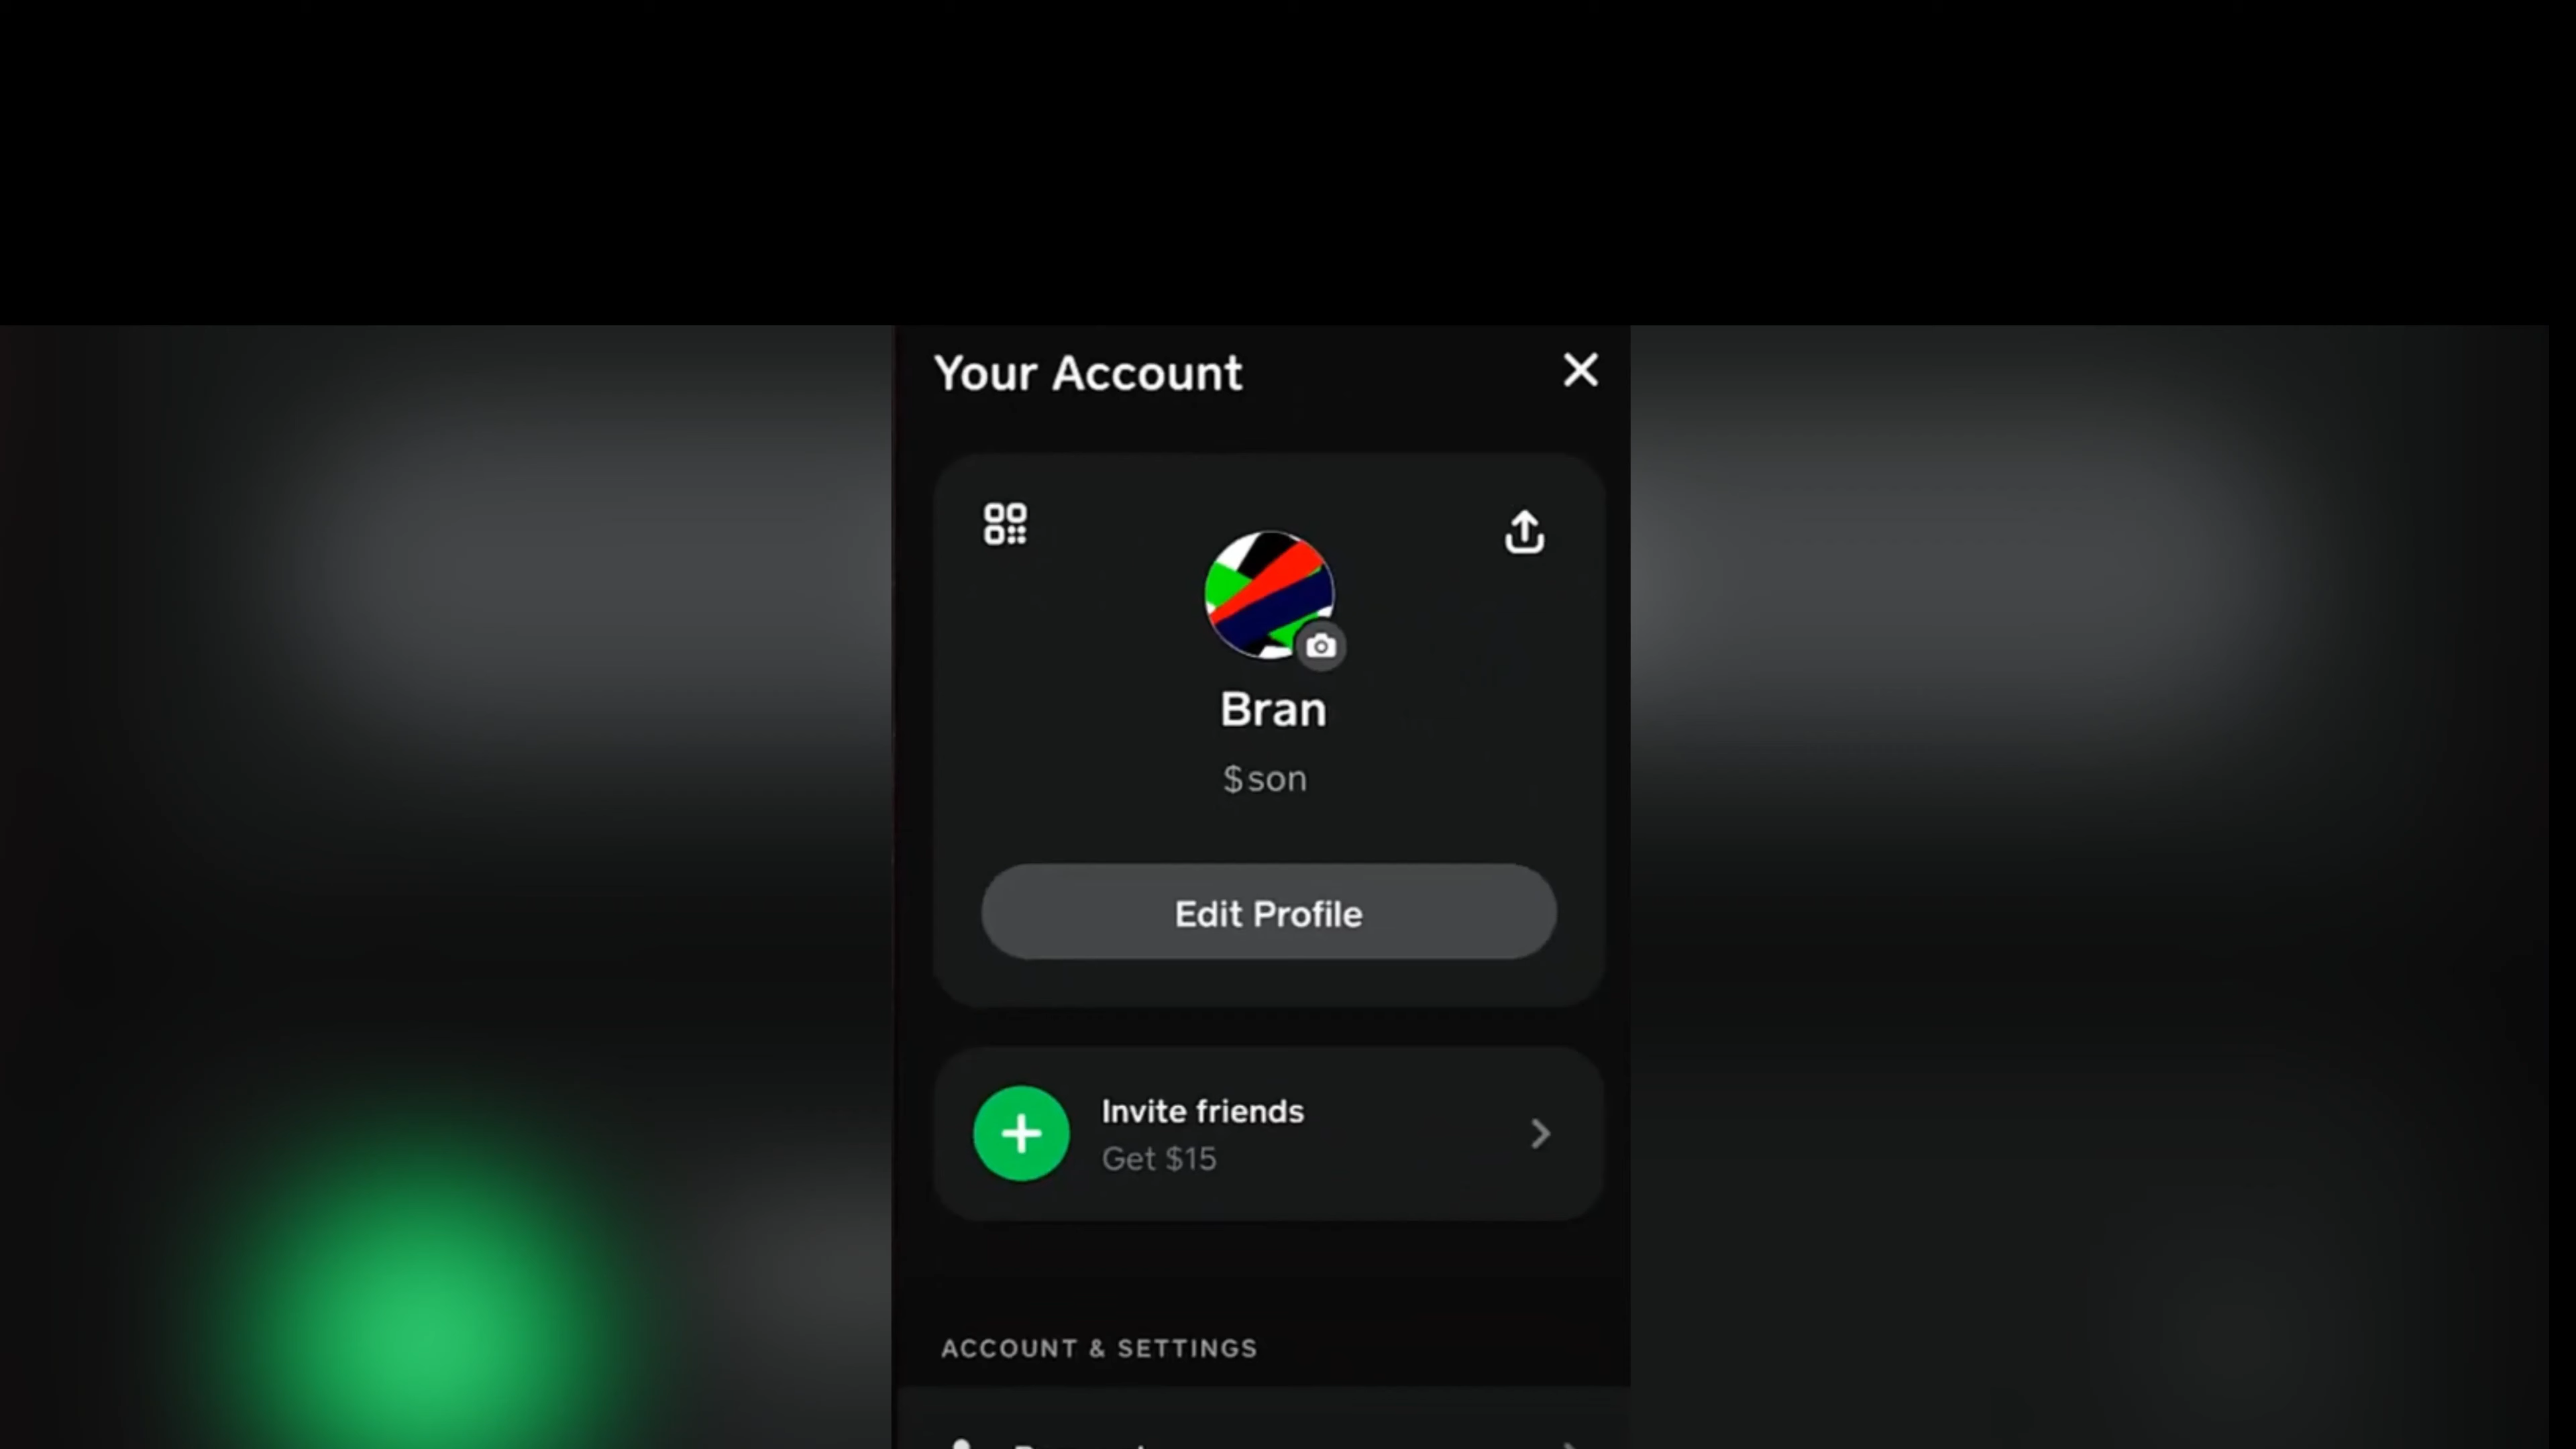 Your Account
Bran
$son
Edit Profile
Invite friends
Get $15
ACCOUNT & SETTINGS